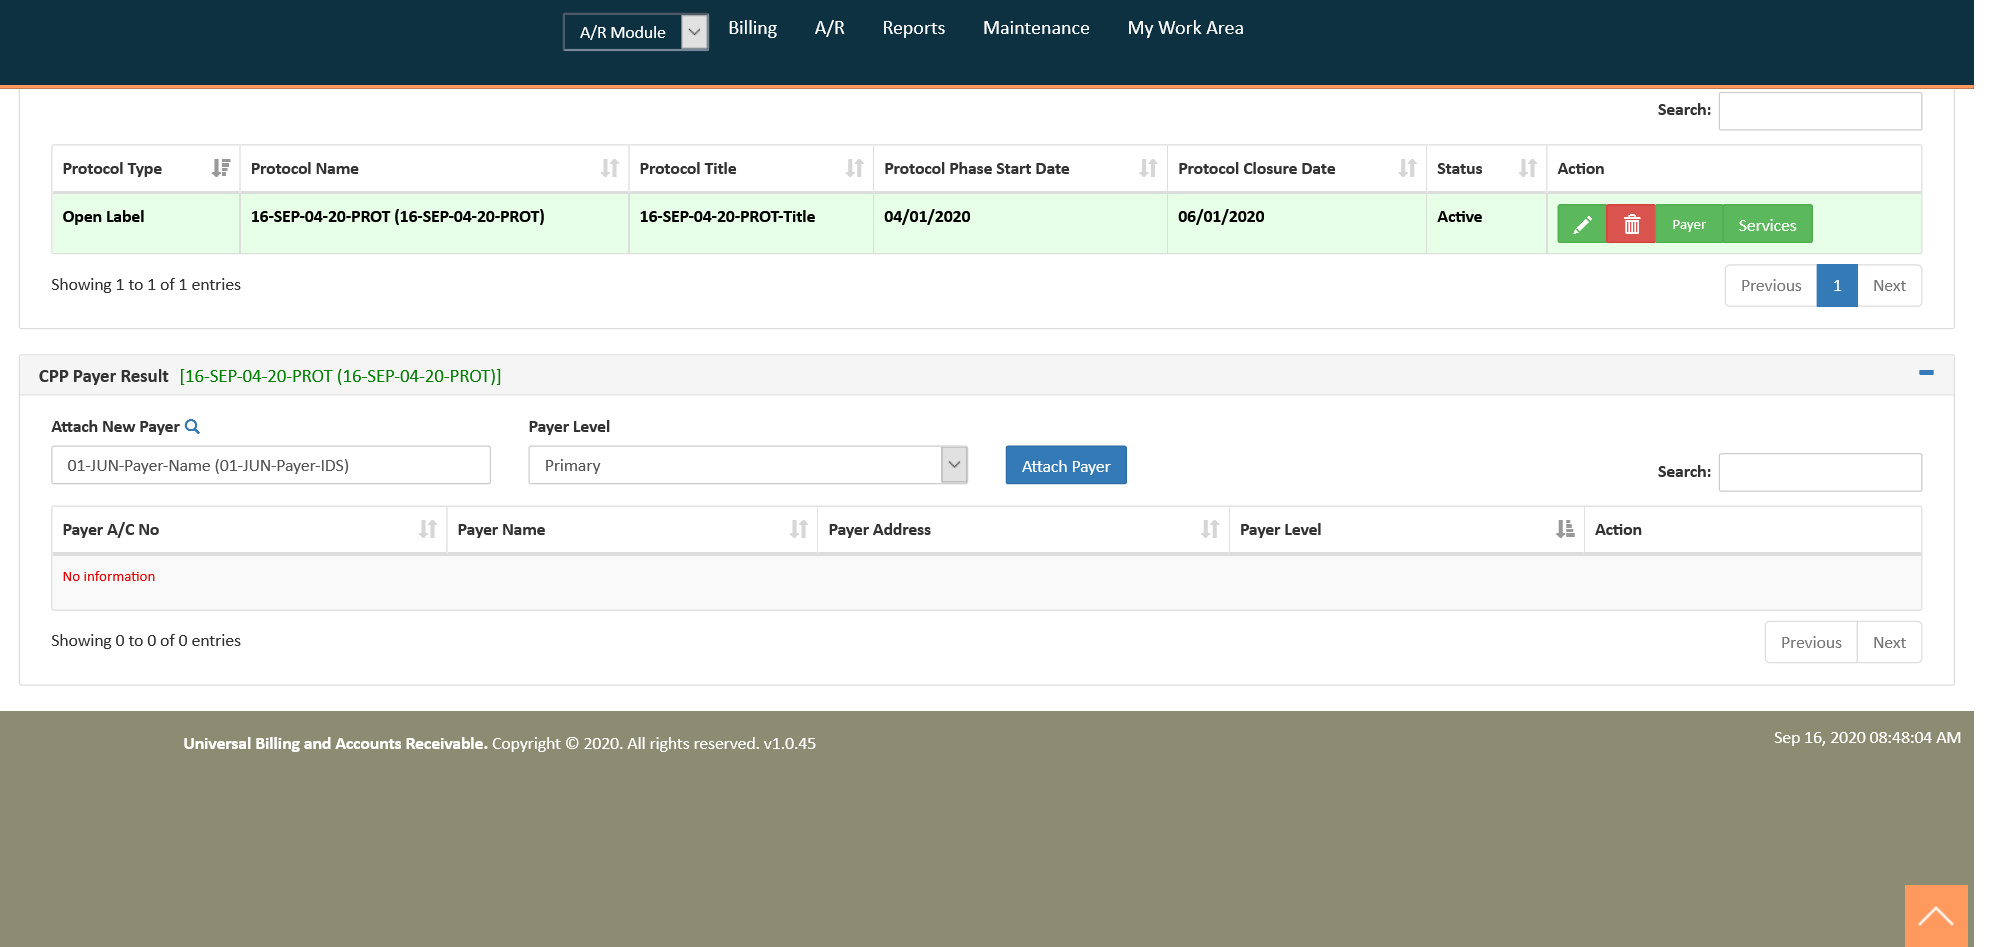 A/R Module Billing A/R Reports Maintenance My Work Area
Search:
Protocol Type Protocol Name Protocol Title Protocol Phase Start Date Protocol Closure Date Status Action
Open Label 16-SEP-04-20-PROT (16-SEP-04-20-PROT) 16-SEP-04-20-PROT-Title 04/01/2020 06/01/2020 Active Payer Services
Showing 1 to 1 of 1 entries Previous 1 Next
CPP Payer Result [16-SEP-04-20-PROT (16-SEP-04-20-PROT)]
Attach New Payer Payer Level
01-JUN-Payer-Name (01-JUN-Payer-IDS) Primary Attach Payer Search:
Payer A/C No Payer Name Payer Address Payer Level Action
No information
Showing 0 to 0 of 0 entries Previous Next
Universal Billing and Accounts Receivable. Copyright © 2020. All rights reserved. v1.0.45 Sep 16, 2020 08:48:04 AM